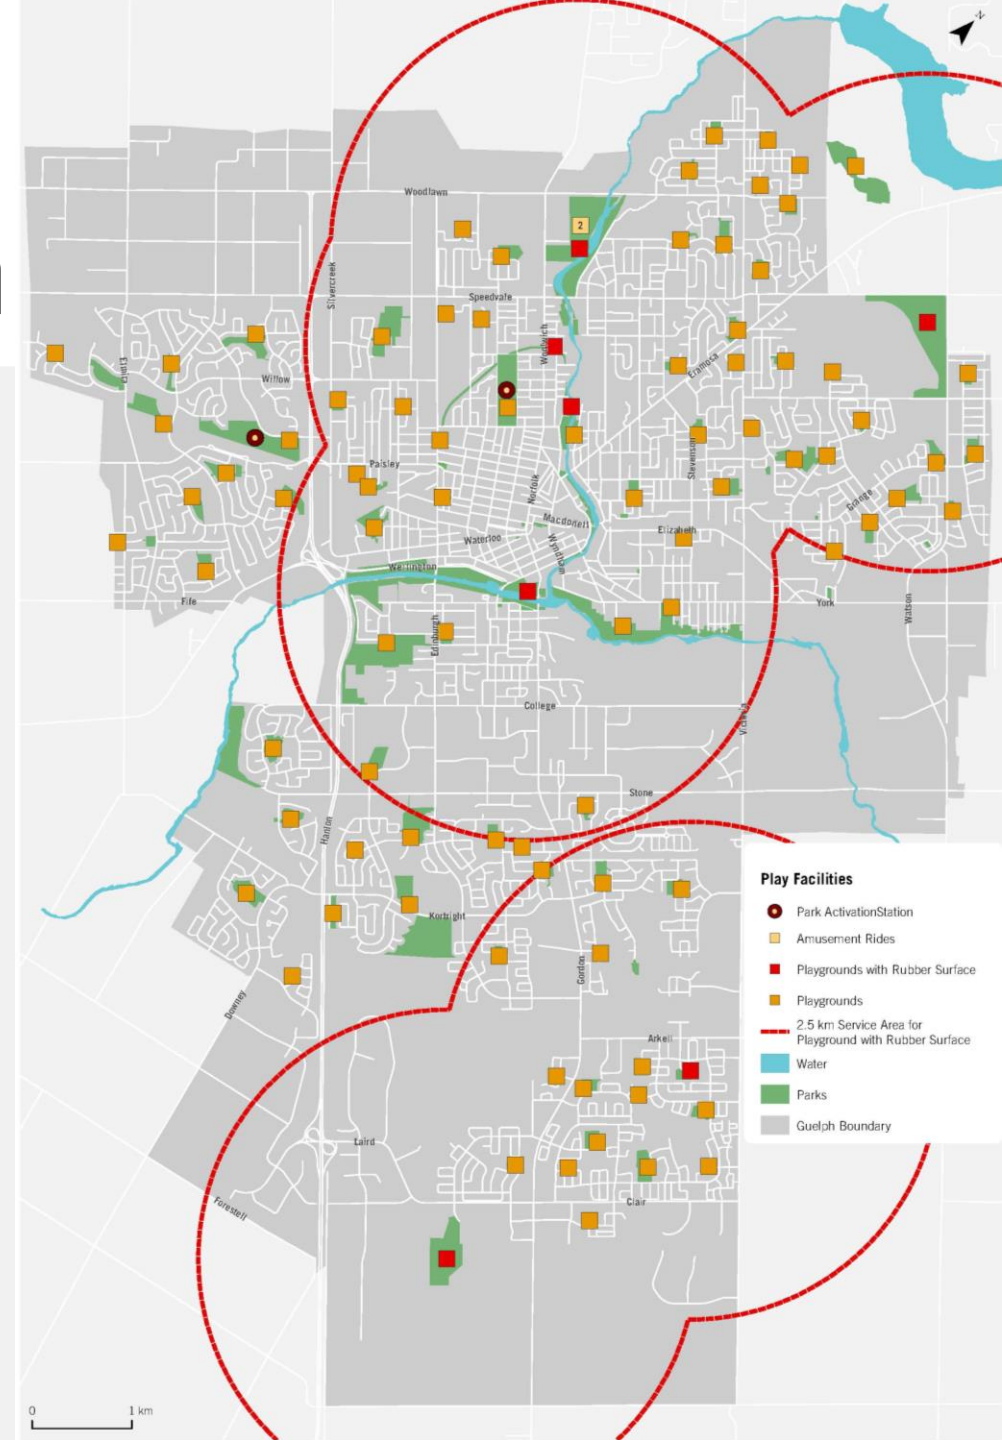 N
Woodlawn
2
Silvercreek
Speedvale
Woolwich
Eramosa
Elmira
Willow
Paisley
Stevenson
Norfolk
Grange
Macdonell
Elizabeth
Waterloo
Wyndham
Wellington
Fife
York
Watson
Edinburgh
College
Victoria
Stone
Hanlon
Kortright
Gordon
Downey
Arkell
Laird
Clair
Forestell
Play Facilities
Park ActivationStation
Amusement Rides
Playgrounds with Rubber Surface
Playgrounds
2.5 km Service Area for
Playground with Rubber Surface
Water
Parks
Guelph Boundary
0 1 km